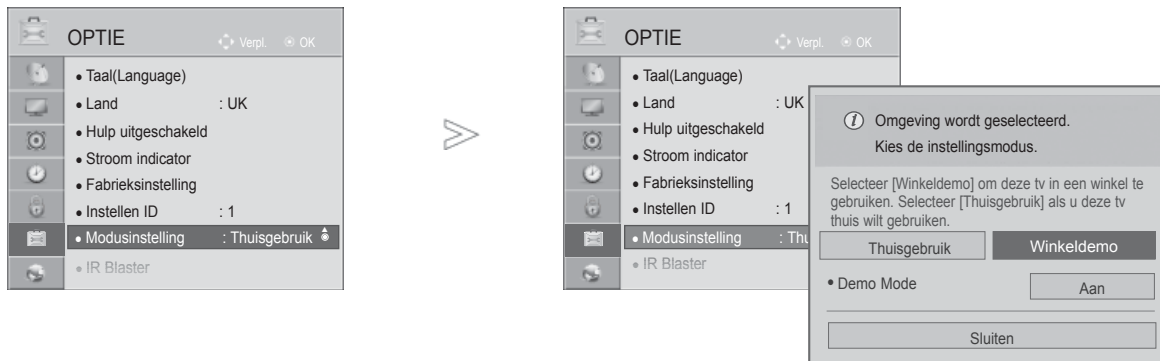 OPTIE
Verpl. OK
• Taal(Language)
• Land : UK
• Hulp uitgeschakeld
• Stroom indicator
• Fabrieksinstelling
• Instellen ID : 1
• Modusinstelling : Thuisgebruik
• IR Blaster
OPTIE
Verpl. OK
• Taal(Language)
• Land : UK
• Hulp uitgeschakeld
• Stroom indicator
• Fabrieksinstelling
• Instellen ID : 1
• Modusinstelling : Thu
• IR Blaster
i Omgeving wordt geselecteerd.
Kies de instellingsmodus.
Selecteer [Winkeldemo] om deze tv in een winkel te
gebruiken. Selecteer [Thuisgebruik] als u deze tv
thuis wilt gebruiken.
Thuisgebruik Winkeldemo
• Demo Mode Aan
Sluiten